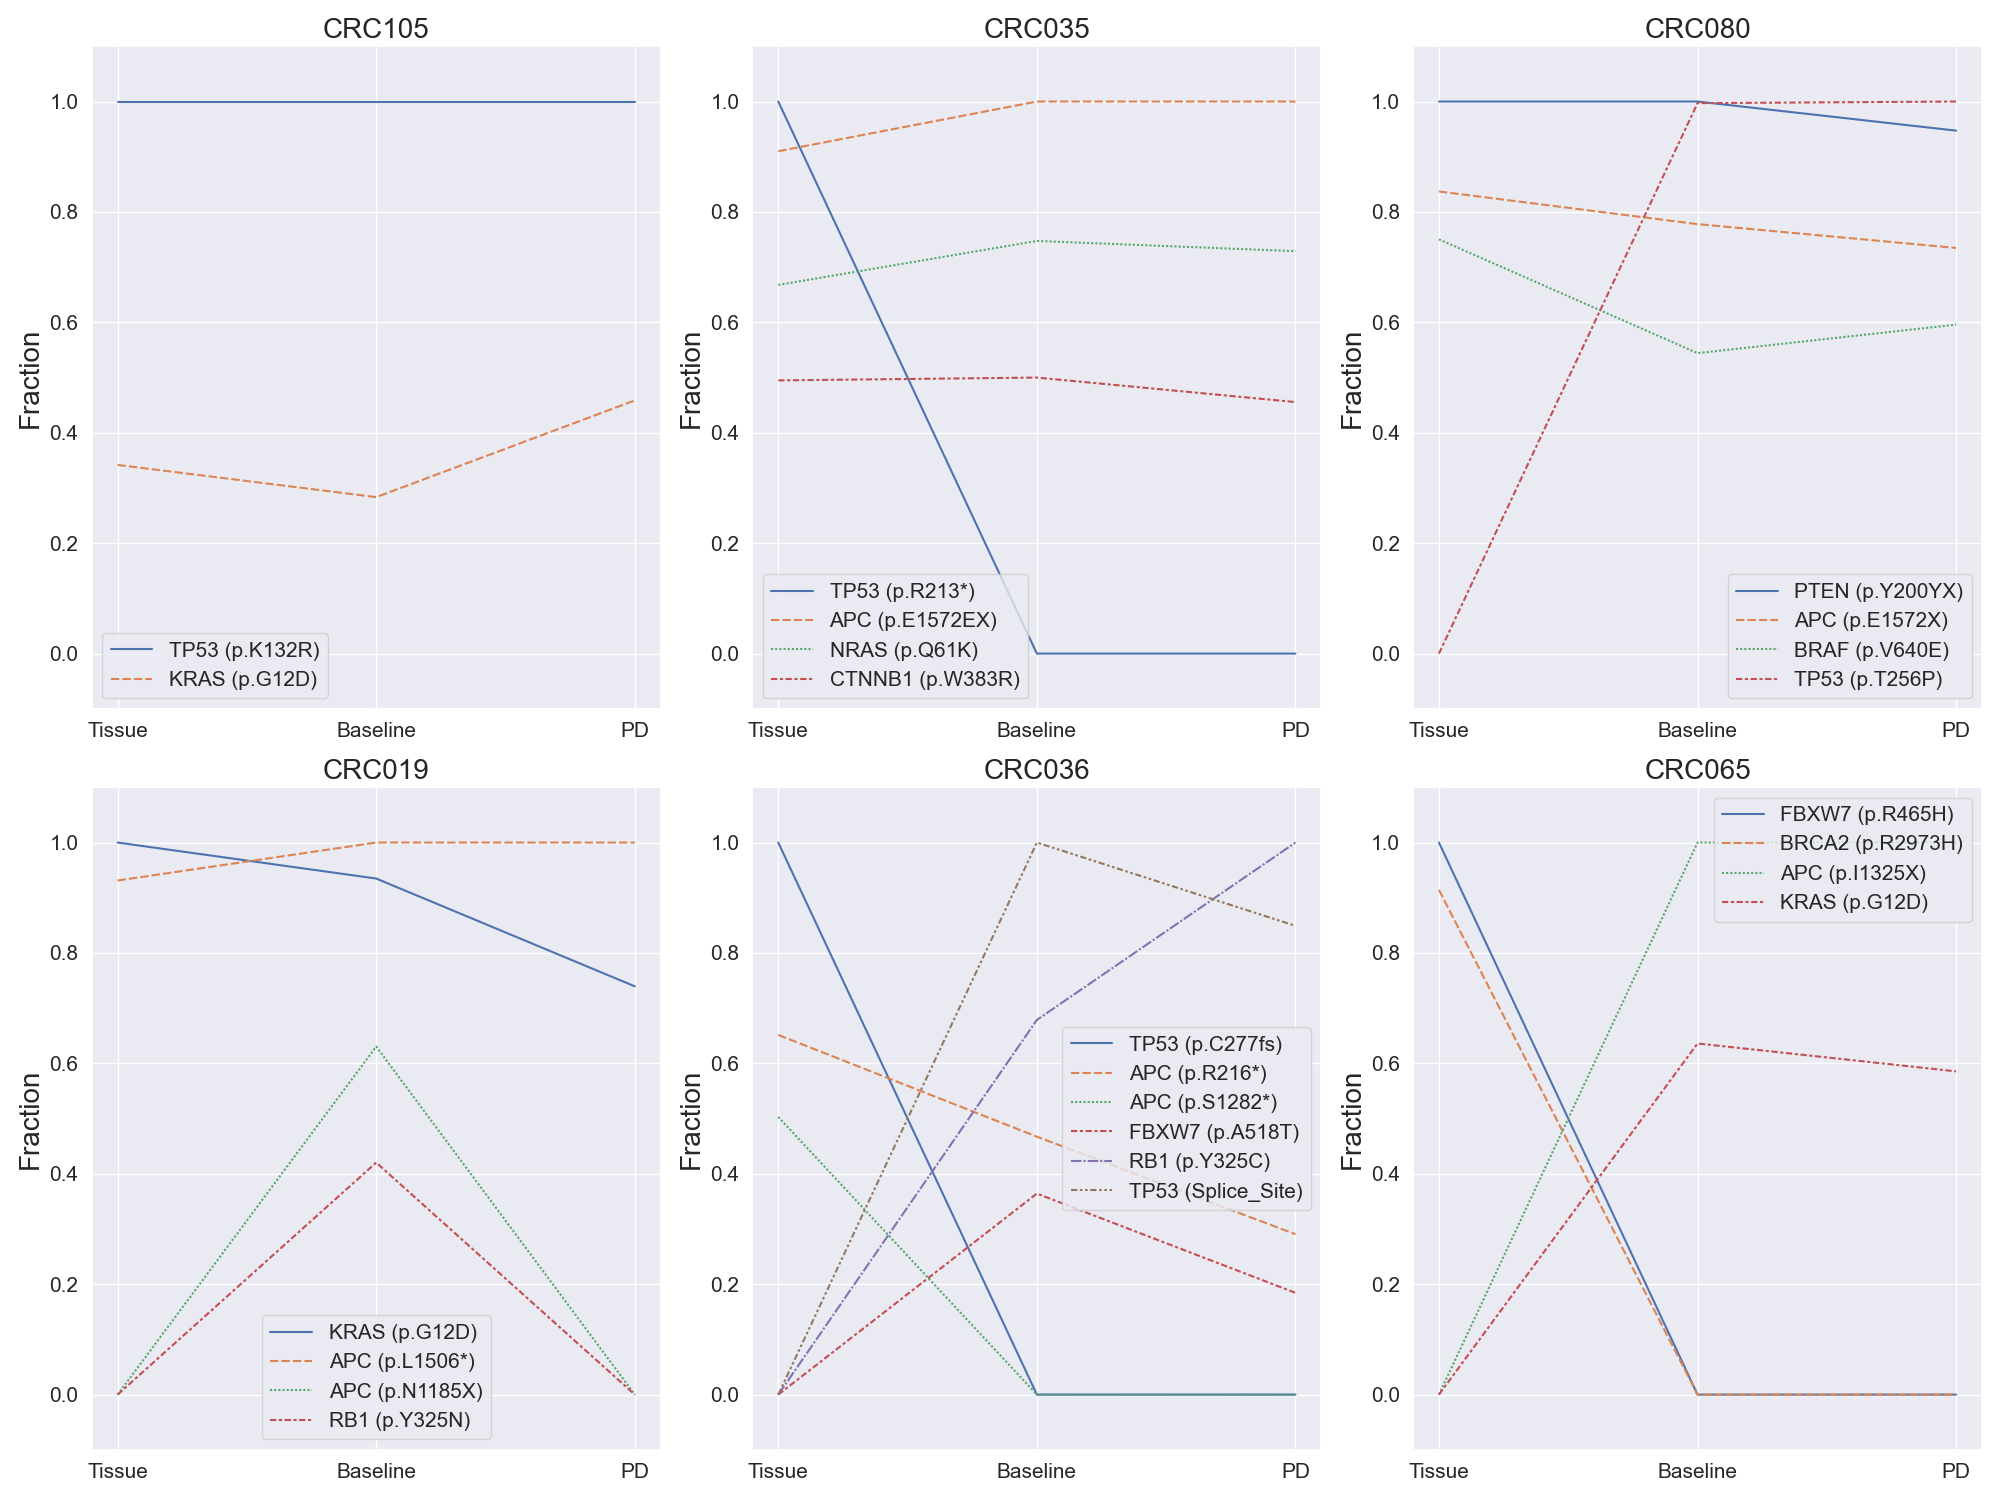 CRC105
Fraction
1.0
0.8
0.6
0.4
0.2
0.0
TP53 (p.K132R)
KRAS (p.G12D)
Tissue Baseline PD
CRC035
Fraction
1.0
0.8
0.6
0.4
0.2
0.0
TP53 (p.R213*)
APC (p.E1572EX)
NRAS (p.Q61K)
CTNNB1 (p.W383R)
Tissue Baseline PD
CRC080
Fraction
1.0
0.8
0.6
0.4
0.2
0.0
PTEN (p.Y200YX)
APC (p.E1572X)
BRAF (p.V640E)
TP53 (p.T256P)
Tissue Baseline PD
CRC019
Fraction
1.0
0.8
0.6
0.4
0.2
0.0
KRAS (p.G12D)
APC (p.L1506*)
APC (p.N1185X)
RB1 (p.Y325N)
Tissue Baseline PD
CRC036
Fraction
1.0
0.8
0.6
0.4
0.2
0.0
TP53 (p.C277fs)
APC (p.R216*)
APC (p.S1282*)
FBXW7 (p.A518T)
RB1 (p.Y325C)
TP53 (Splice_Site)
Tissue Baseline PD
CRC065
Fraction
1.0
0.8
0.6
0.4
0.2
0.0
FBXW7 (p.R465H)
BRCA2 (p.R2973H)
APC (p.I1325X)
KRAS (p.G12D)
Tissue Baseline PD